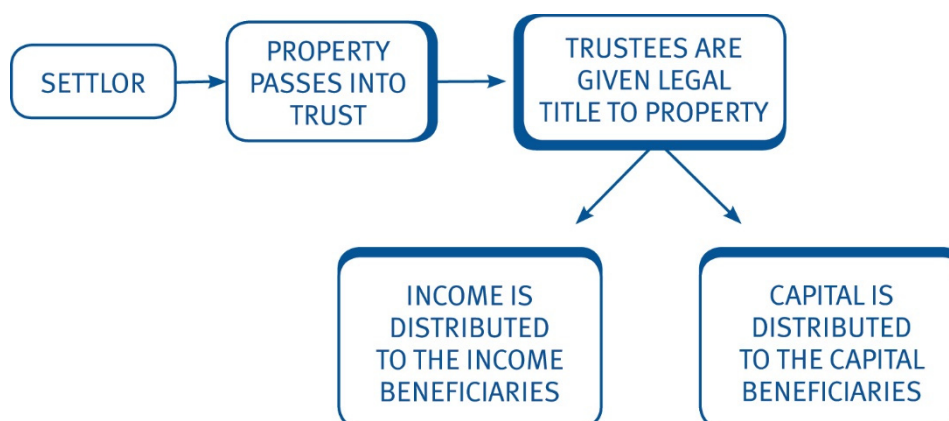 SETTLOR
PROPERTY
PASSES INTO
TRUST
TRUSTEES ARE
GIVEN LEGAL
TITLE TO PROPERTY
INCOME IS
DISTRIBUTED
TO THE INCOME
BENEFICIARIES
CAPITAL IS
DISTRIBUTED
TO THE CAPITAL
BENEFICIARIES